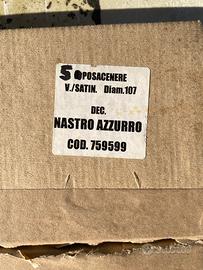 5 POSACENERE
V./SATIN. Diam.107
DEC.
NASTRO AZZURRO
COD. 759599